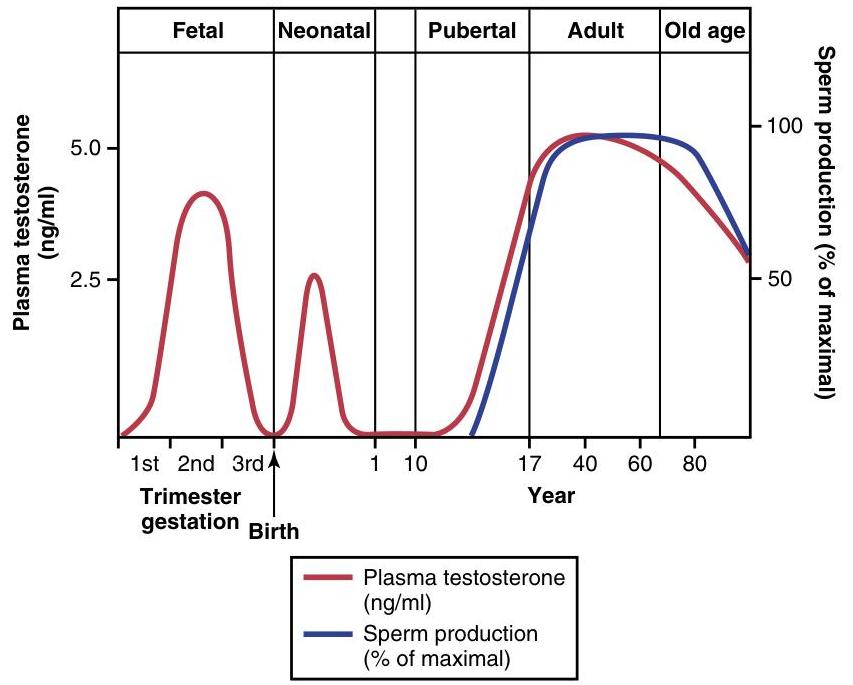 Fetal
Neonatal
Pubertal
Adult
Old age
Plasma testosterone
(ng/ml)
5.0
2.5
Sperm production (% of maximal)
100
50
1st
2nd
3rd
1
10
17
40
60
80
Trimester
gestation
Birth
Year
Plasma testosterone
(ng/ml)
Sperm production
(% of maximal)